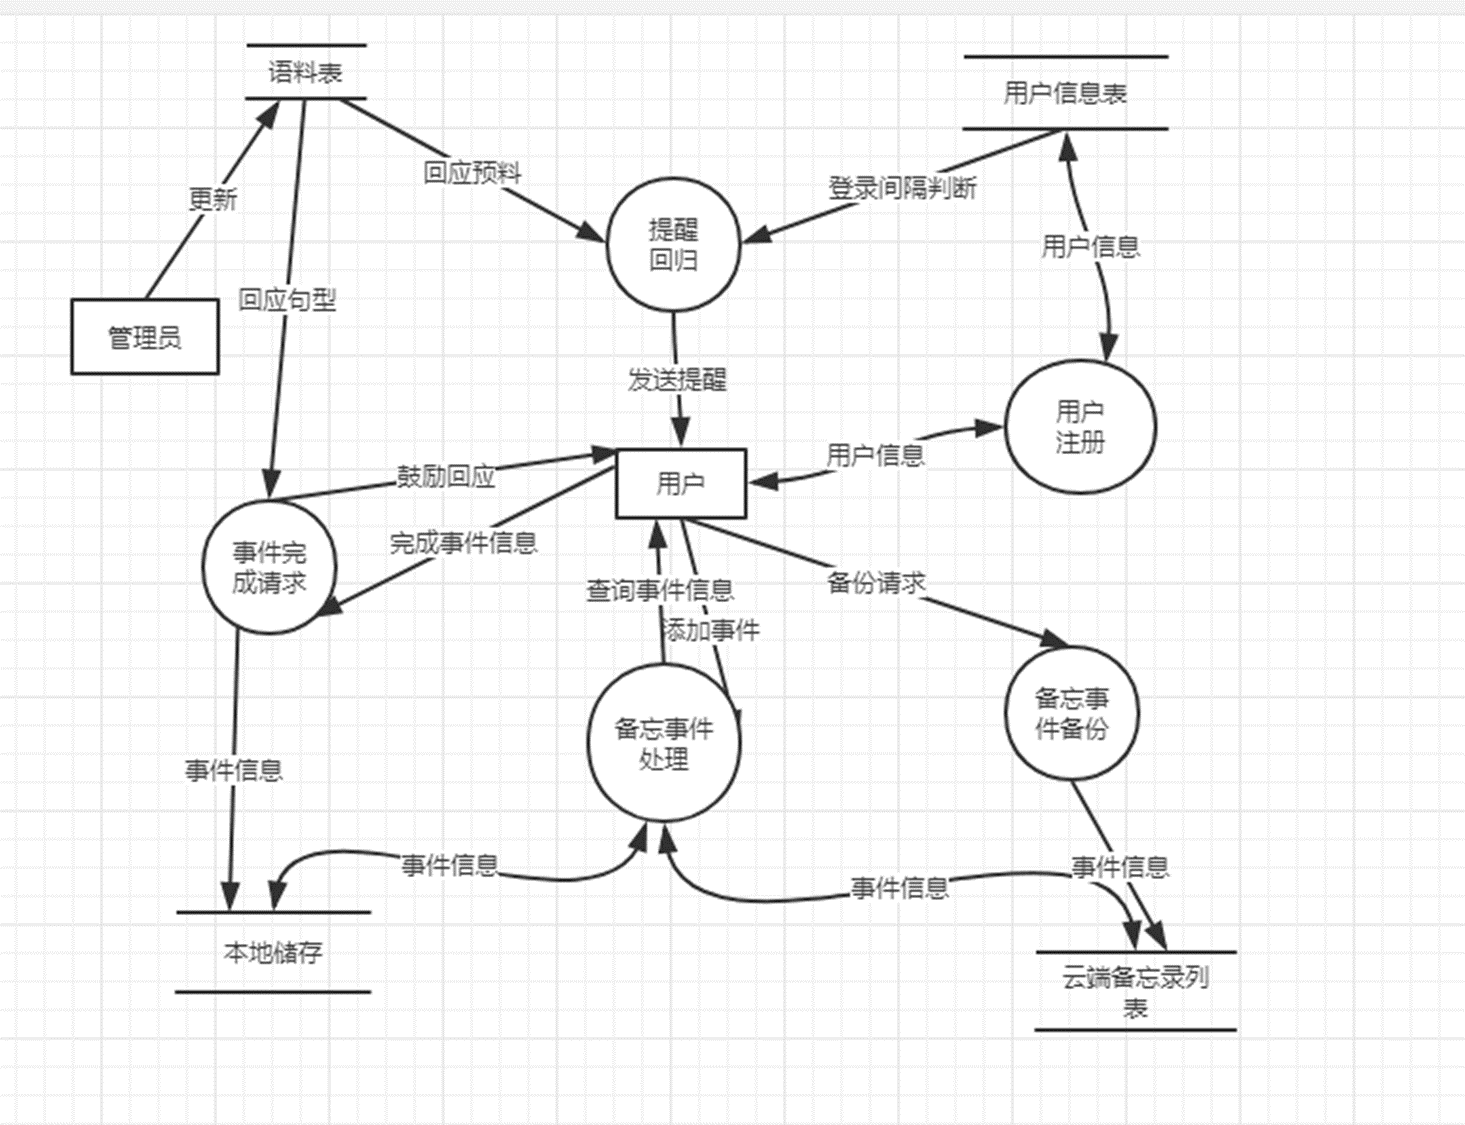 语料表
用户信息表
回应预料
登录间隔判断
更新
提醒
回归
用户信息
回应句型
管理员
发送提醒
用户
注册
用户信息
鼓励回应
用户
完成事件信息
事件完
成请求
查询事件信息
备份请求
添加事件
备忘事
件备份
备忘事件
处理
事件信息
事件信息
事件信息
事件信息
本地储存
云端备忘录列
表